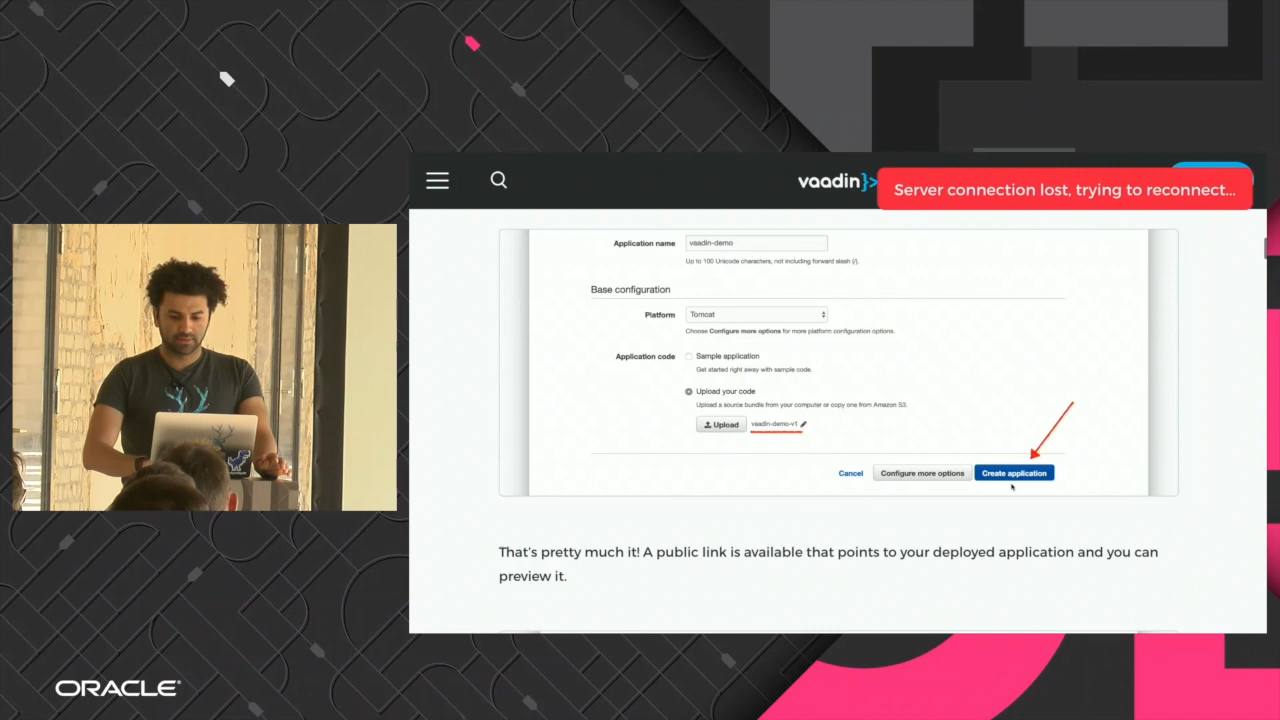 vaadin}>
Server connection lost, trying to reconnect...
Application name
vaadin-demo
Up to 100 Unicode characters, not including forward slash (/).
Base configuration
Platform
Tomcat
Choose Configure more options for more platform configuration options.
Application code
Sample application
Get started right away with sample code.
Upload your code
Upload a source bundle from your computer or copy one from Amazon S3.
Upload
vaadin-demo-v1
Cancel
Configure more options
Create application
That's pretty much it! A public link is available that points to your deployed application and you can
preview it.
ORACLE®